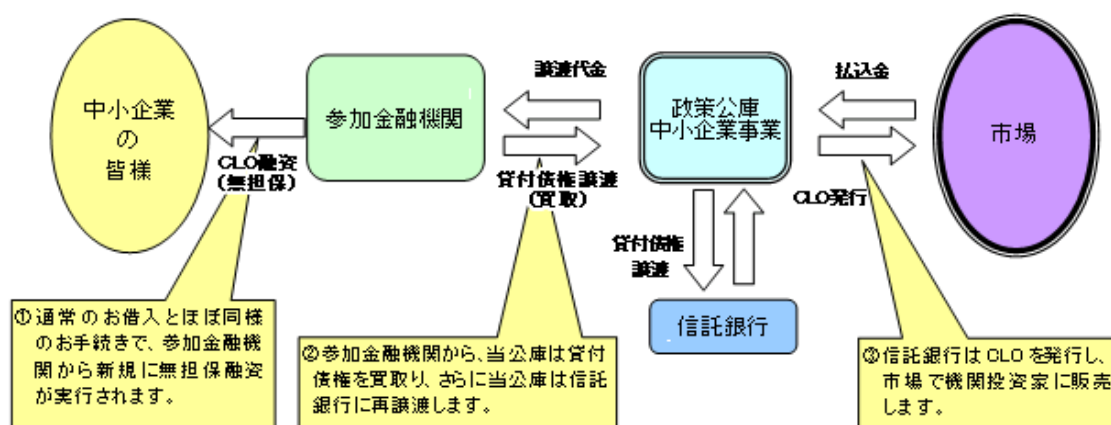 中小企業
の
皆様
CLO融資
(無担保)
参加金融機関
譲渡代金
貸付債権譲渡
(買取)
政策公庫
中小企業事業
払込金
CLO発行
市場
貸付債権
譲渡
信託銀行
①通常のお借入とほぼ同様
のお手続きで、参加金融機
関から新規に無担保融資
が実行されます。
②参加金融機関から、当公庫は貸付
債権を買取り、さらに当公庫は信託
銀行に再譲渡します。
③信託銀行はCLOを発行し、
市場で機関投資家に販売
します。